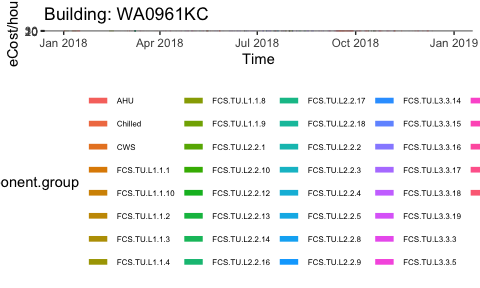 Building: WA0961KC
eCost/hou
Jan 2018 Apr 2018 Jul 2018 Oct 2018 Jan 2019
Time
onent.group
AHU FCS.TU.L1.1.8 FCS.TU.L2.2.17 FCS.TU.L3.3.14
Chilled FCS.TU.L1.1.9 FCS.TU.L2.2.18 FCS.TU.L3.3.15
CWS FCS.TU.L2.2.1 FCS.TU.L2.2.2 FCS.TU.L3.3.16
FCS.TU.L1.1.1 FCS.TU.L2.2.10 FCS.TU.L2.2.3 FCS.TU.L3.3.17
FCS.TU.L1.1.10 FCS.TU.L2.2.12 FCS.TU.L2.2.4 FCS.TU.L3.3.18
FCS.TU.L1.1.2 FCS.TU.L2.2.13 FCS.TU.L2.2.5 FCS.TU.L3.3.19
FCS.TU.L1.1.3 FCS.TU.L2.2.14 FCS.TU.L2.2.8 FCS.TU.L3.3.3
FCS.TU.L1.1.4 FCS.TU.L2.2.16 FCS.TU.L2.2.9 FCS.TU.L3.3.5